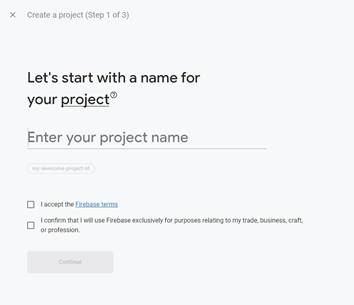 Create a project (Step 1 of 3)
Let's start with a name for
your project
Enter your project name
my-awesome-project-id
I accept the Firebase terms
I confirm that I will use Firebase exclusively for purposes relating to my trade, business, craft,
or profession.
Continue